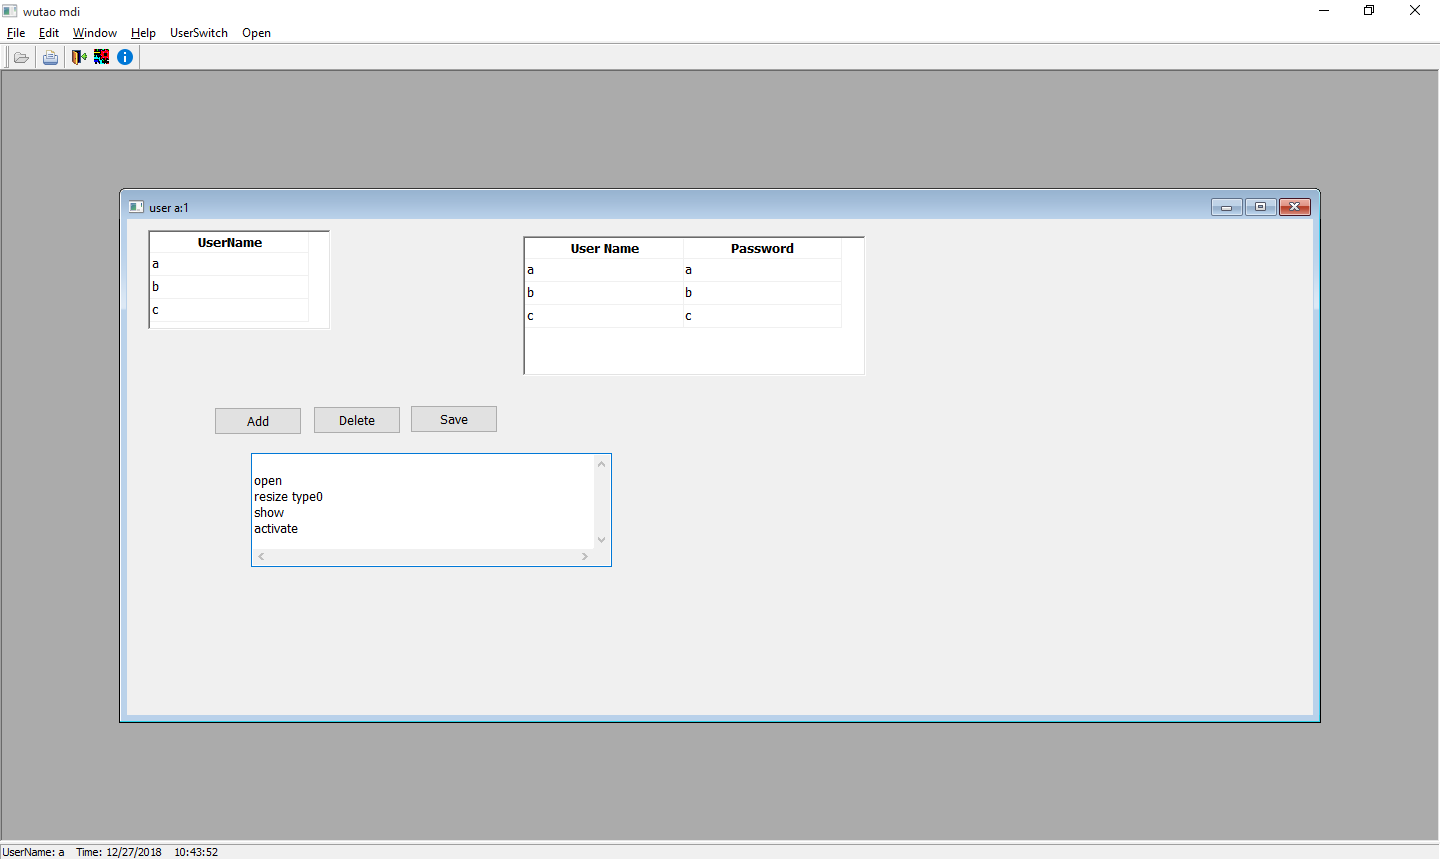 wutao mdi
File Edit Window Help UserSwitch Open
user a:1
UserName
a
b
c
User Name Password
a a
b b
c c
Add Delete Save
open
resize type0
show
activate
UserName: a Time: 12/27/2018 10:43:52